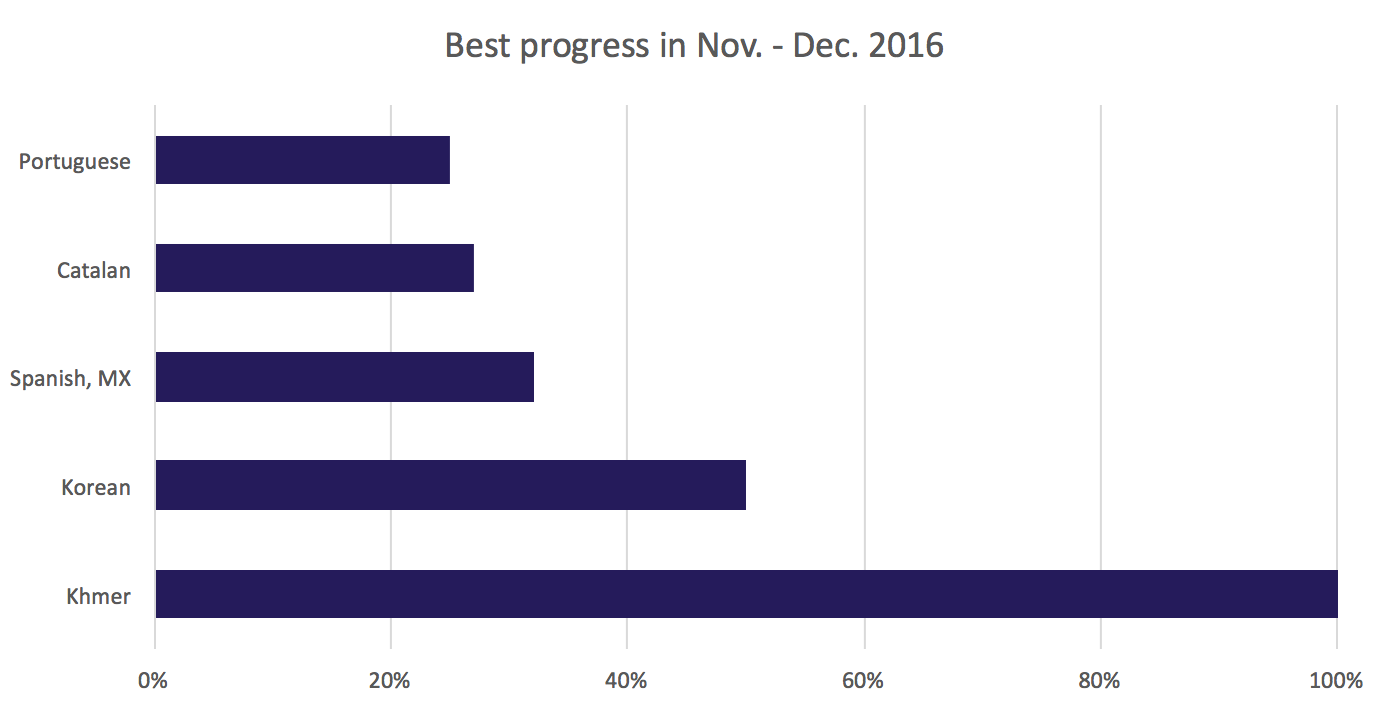 Best progress in Nov. - Dec. 2016
Portuguese
Catalan
Spanish, MX
Korean
Khmer
0% 20% 40% 60% 80% 100%